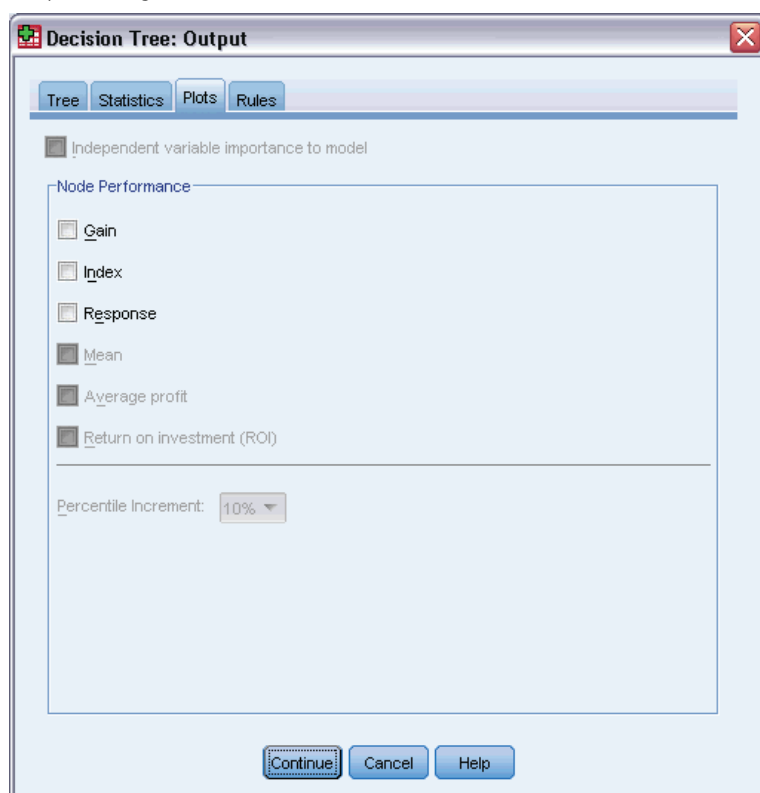 Decision Tree: Output
Tree Statistics Plots Rules
Independent variable importance to model
Node Performance
Gain
Index
Response
Mean
Average profit
Return on investment (ROI)
Percentile Increment: 10%
Continue Cancel Help